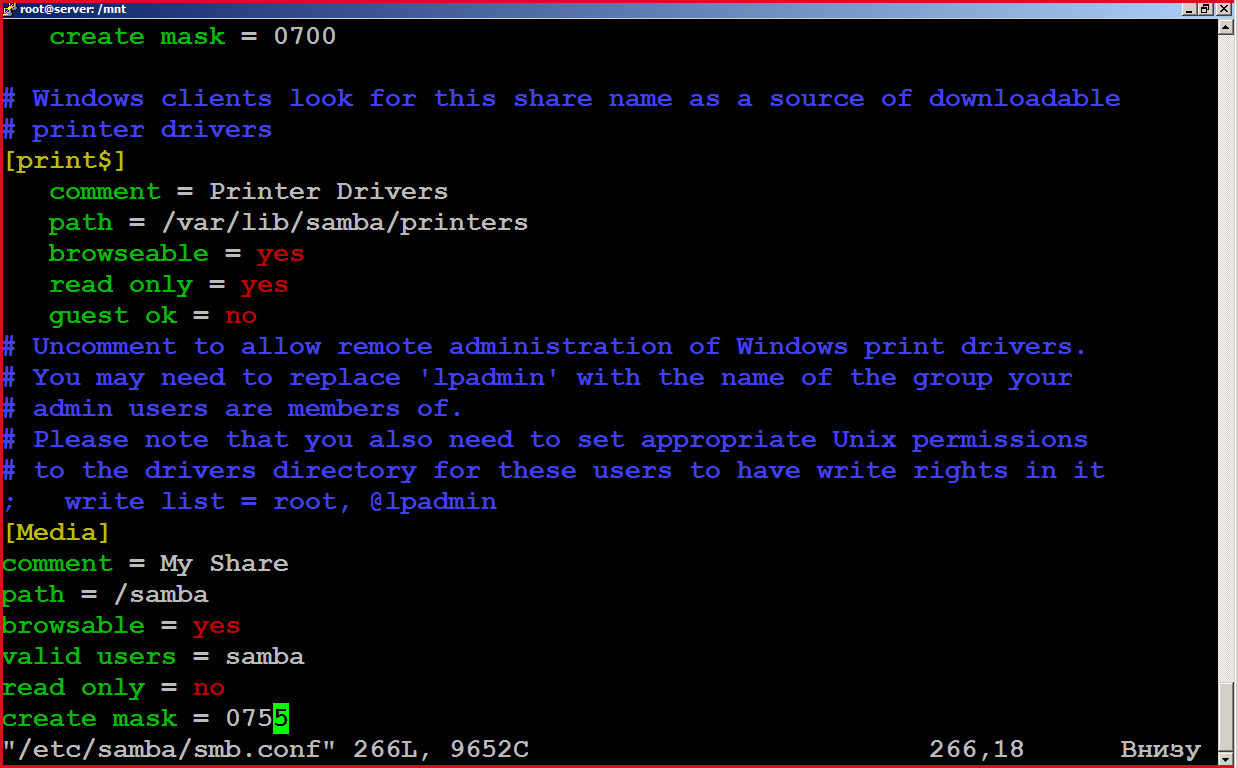 root@server: /mnt
create mask = 0700
# Windows clients look for this share name as a source of downloadable
# printer drivers
[print$]
comment = Printer Drivers
path = /var/lib/samba/printers
browseable = yes
read only = yes
guest ok = no
# Uncomment to allow remote administration of Windows print drivers.
# You may need to replace 'lpadmin' with the name of the group your
# admin users are members of.
# Please note that you also need to set appropriate Unix permissions
# to the drivers directory for these users to have write rights in it
;   write list = root, @lpadmin
[Media]
comment = My Share
path = /samba
browsable = yes
valid users = samba
read only = no
create mask = 0755
"/etc/samba/smb.conf" 266L, 9652C 266,18 Внизу